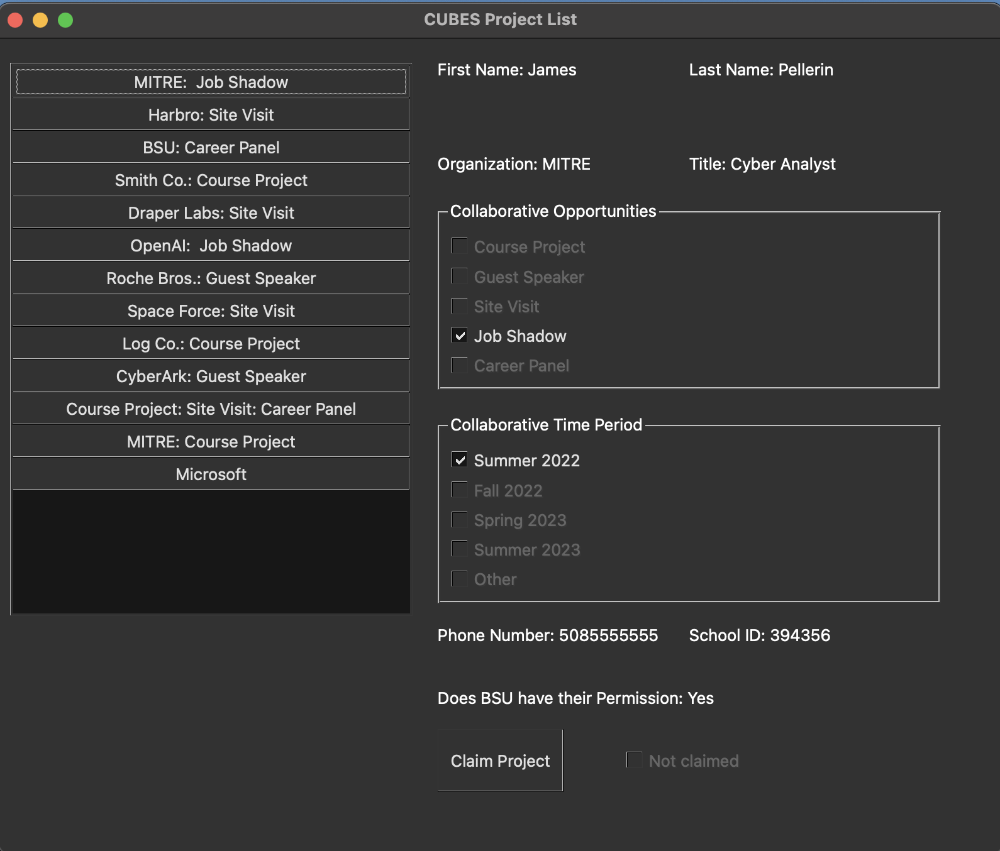 CUBES Project List
MITRE:  Job Shadow
Harbro: Site Visit
BSU: Career Panel
Smith Co.: Course Project
Draper Labs: Site Visit
OpenAI:  Job Shadow
Roche Bros.: Guest Speaker
Space Force: Site Visit
Log Co.: Course Project
CyberArk: Guest Speaker
Course Project: Site Visit: Career Panel
MITRE: Course Project
Microsoft
First Name: James
Last Name: Pellerin
Organization: MITRE
Title: Cyber Analyst
Collaborative Opportunities
Course Project
Guest Speaker
Site Visit
Job Shadow
Career Panel
Collaborative Time Period
Summer 2022
Fall 2022
Spring 2023
Summer 2023
Other
Phone Number: 5085555555
School ID: 394356
Does BSU have their Permission: Yes
Claim Project
Not claimed